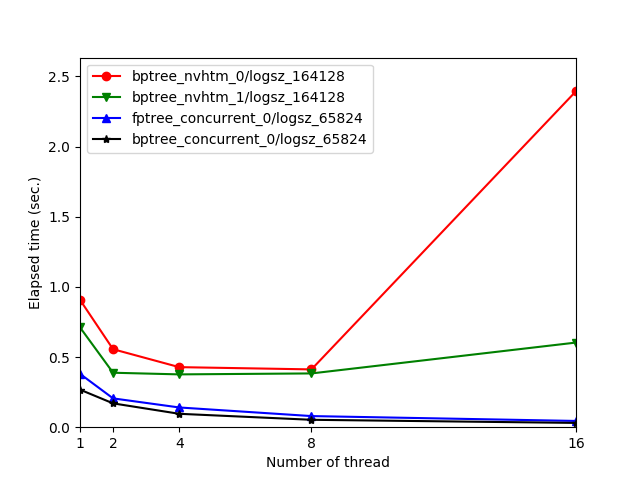 2.5
2.0
1.5
1.0
0.5
0.0
Elapsed time (sec.)
bptree_nvhtm_0/logsz_164128
bptree_nvhtm_1/logsz_164128
fptree_concurrent_0/logsz_65824
bptree_concurrent_0/logsz_65824
1 2 4 8 16
Number of thread